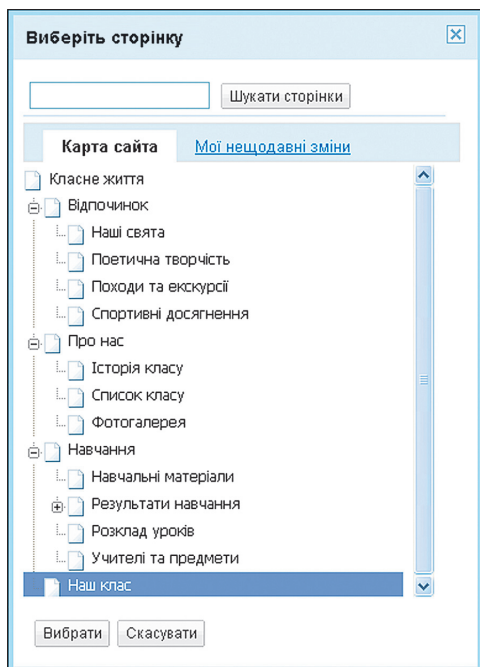 Виберіть сторінку
Шукати сторінки
Карта сайта Мої нещодавні зміни
Класне життя
Відпочинок
Наші свята
Поетична творчість
Походи та екскурсії
Спортивні досягнення
Про нас
Історія класу
Список класу
Фотогалерея
Навчання
Навчальні матеріали
Результати навчання
Розклад уроків
Учителі та предмети
Наш клас
Вибрати Скасувати